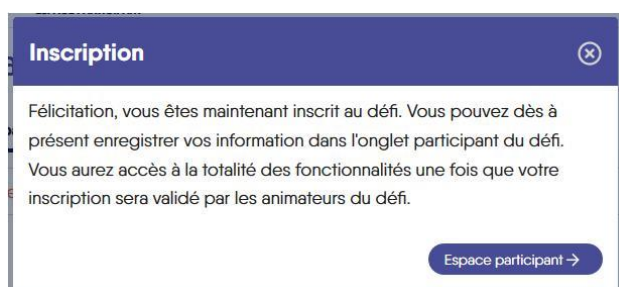 Inscription
Félicitation, vous êtes maintenant inscrit au défi. Vous pouvez dès à
présent enregistrer vos information dans l'onglet participant du défi.
Vous aurez accès à la totalité des fonctionnalités une fois que votre
inscription sera validé par les animateurs du défi.
Espace participant →